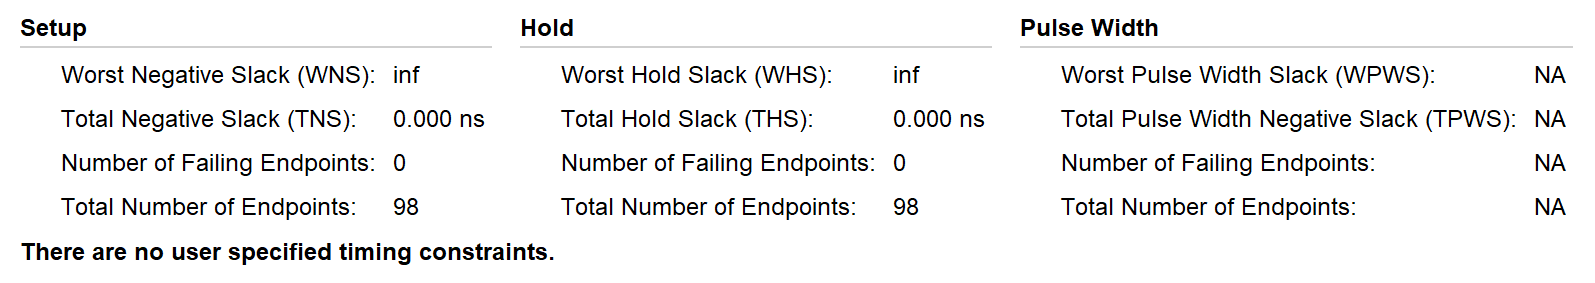 Setup Hold Pulse Width
Worst Negative Slack (WNS): inf Worst Hold Slack (WHS): inf Worst Pulse Width Slack (WPWS): NA
Total Negative Slack (TNS): 0.000 ns Total Hold Slack (THS): 0.000 ns Total Pulse Width Negative Slack (TPWS): NA
Number of Failing Endpoints: 0 Number of Failing Endpoints: 0 Number of Failing Endpoints: NA
Total Number of Endpoints: 98 Total Number of Endpoints: 98 Total Number of Endpoints: NA
There are no user specified timing constraints.